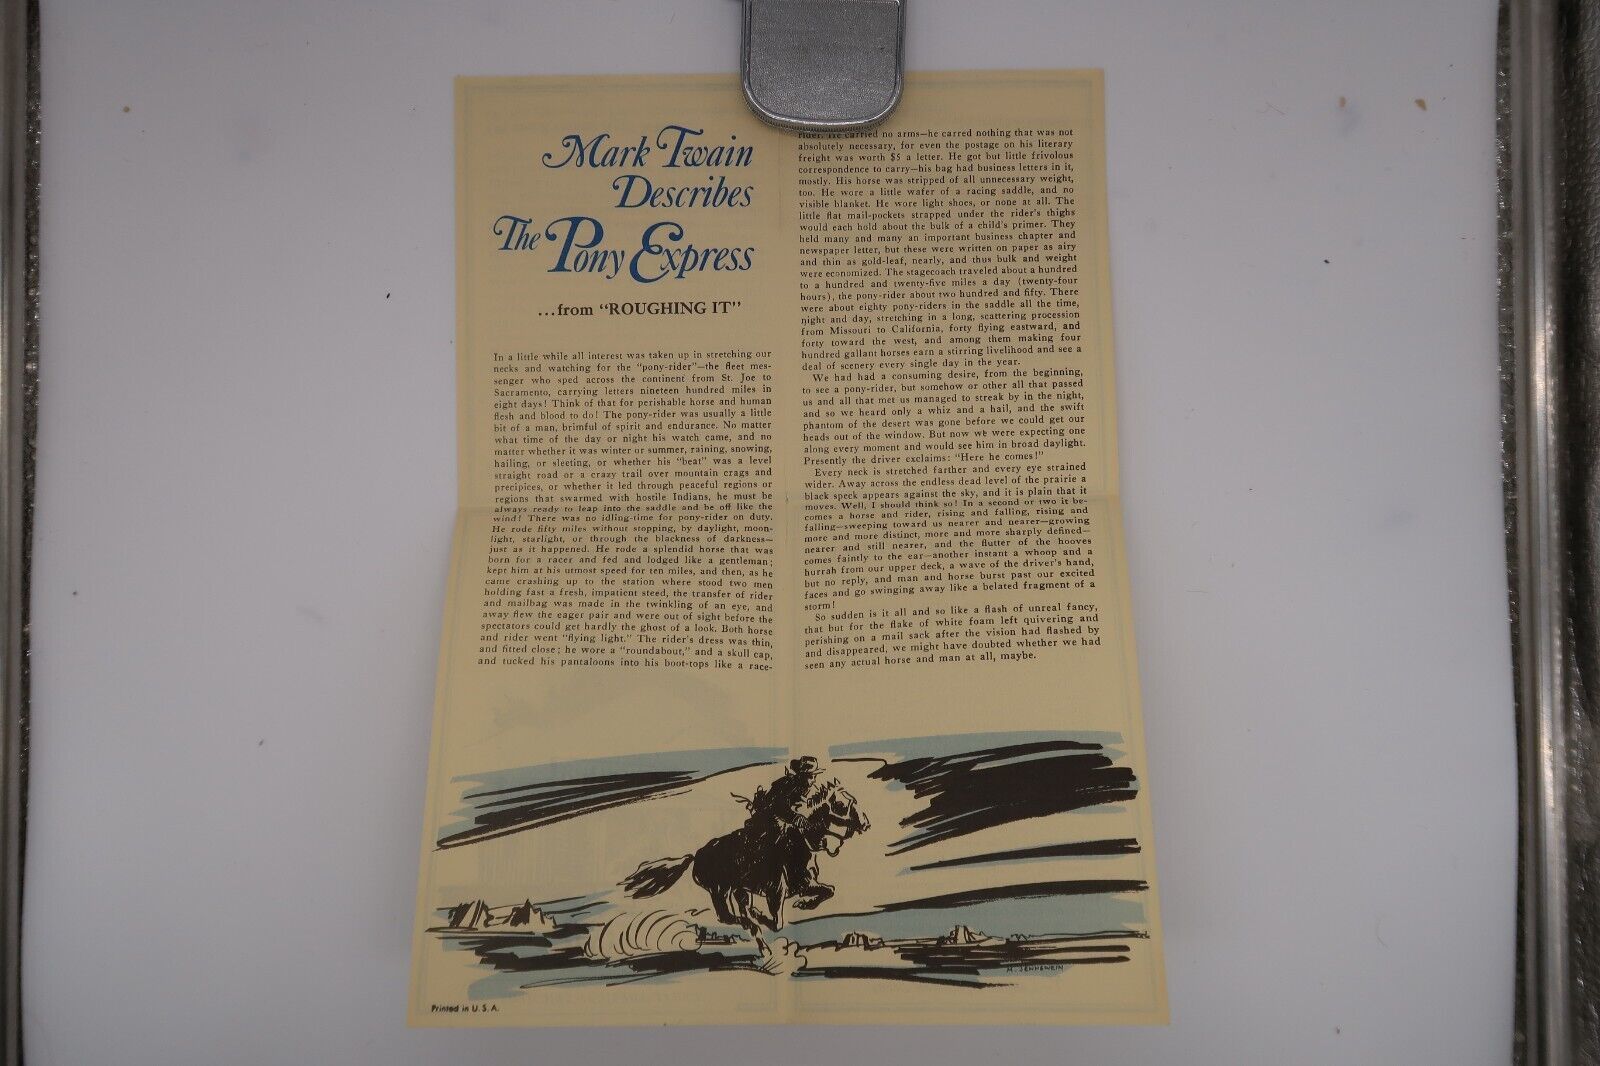 Mark Twain
Describes
The Pony Express
...from "ROUGHING IT"
In a little while all interest was taken up in stretching our
necks and watching for the "pony-rider"—the fleet mes-
senger who sped across the continent from St. Joe to
Sacramento, carrying letters nineteen hundred miles in
eight days! Think of that for perishable horse and human
flesh and blood to do! The pony-rider was usually a little
bit of a man, brimful of spirit and endurance. No matter
what time of the day or night his watch came, and no
matter whether it was winter or summer, raining, snowing,
hailing, or sleeting, or whether his "beat" was a level
straight road or a crazy trail over mountain crags and
precipices, or whether it led through peaceful regions or
regions that swarmed with hostile Indians, he must be
always ready to leap into the saddle and be off like the
wind! There was no idling-time for pony-rider on duty.
He rode fifty miles without stopping, by daylight, moon-
light, starlight, or through the blackness of darkness—
just as it happened. He rode a splendid horse that was
born for a racer and fed and lodged like a gentleman;
kept him at his utmost speed for ten miles, and then, as he
came crashing up to the station where stood two men
holding fast a fresh, impatient steed, the transfer of rider
and mailbag was made in the twinkling of an eye, and
away flew the eager pair and were out of sight before the
spectators could get hardly the ghost of a look. Both horse
and rider went "flying light." The rider's dress was thin,
and fitted close; he wore a "roundabout," and a skull cap,
and tucked his pantaloons into his boot-tops like a race-
rider. He carried no arms—he carred nothing that was not
absolutely necessary, for even the postage on his literary
freight was worth $5 a letter. He got but little frivolous
correspondence to carry—his bag had business letters in it,
mostly. His horse was stripped of all unnecessary weight,
too. He wore a little wafer of a racing saddle, and no
visible blanket. He wore light shoes, or none at all. The
little flat mail-pockets strapped under the rider's thighs
would each hold about the bulk of a child's primer. They
held many and many an important business chapter and
newspaper letter, but these were written on paper as airy
and thin as gold-leaf, nearly, and thus bulk and weight
were economized. The stagecoach traveled about a hundred
to a hundred and twenty-five miles a day (twenty-four
hours), the pony-rider about two hundred and fifty. There
were about eighty pony-riders in the saddle all the time,
night and day, stretching in a long, scattering procession
from Missouri to California, forty flying eastward, and
forty toward the west, and among them making four
hundred gallant horses earn a stirring livelihood and see a
deal of scenery every single day in the year.
We had had a consuming desire, from the beginning,
to see a pony-rider, but somehow or other all that passed
us and all that met us managed to streak by in the night,
and so we heard only a whiz and a hail, and the swift
phantom of the desert was gone before we could get our
heads out of the window. But now we were expecting one
along every moment and would see him in broad daylight.
Presently the driver exclaims: "Here he comes!"
Every neck is stretched farther and every eye strained
wider. Away across the endless dead level of the prairie a
black speck appears against the sky, and it is plain that it
moves. Well, I should think so! In a second or two it be-
comes a horse and rider, rising and falling, rising and
falling—sweeping toward us nearer and nearer—growing
more and more distinct, more and more sharply defined—
nearer and still nearer, and the flutter of the hooves
comes faintly to the ear—another instant a whoop and a
hurrah from our upper deck, a wave of the driver's hand,
but no reply, and man and horse burst past our excited
faces and go swinging away like a belated fragment of a
storm!
So sudden is it all and so like a flash of unreal fancy,
that but for the flake of white foam left quivering and
perishing on a mail sack after the vision had flashed by
and disappeared, we might have doubted whether we had
seen any actual horse and man at all, maybe.
M. JENNEWEIN
Printed in U. S. A.